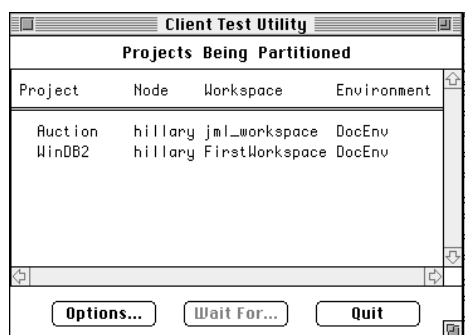 Client Test Utility
Projects Being Partitioned
Project Node Workspace Environment
Auction hillary jml_workspace DocEnv
WinDB2 hillary FirstWorkspace DocEnv
Options... Wait For... Quit